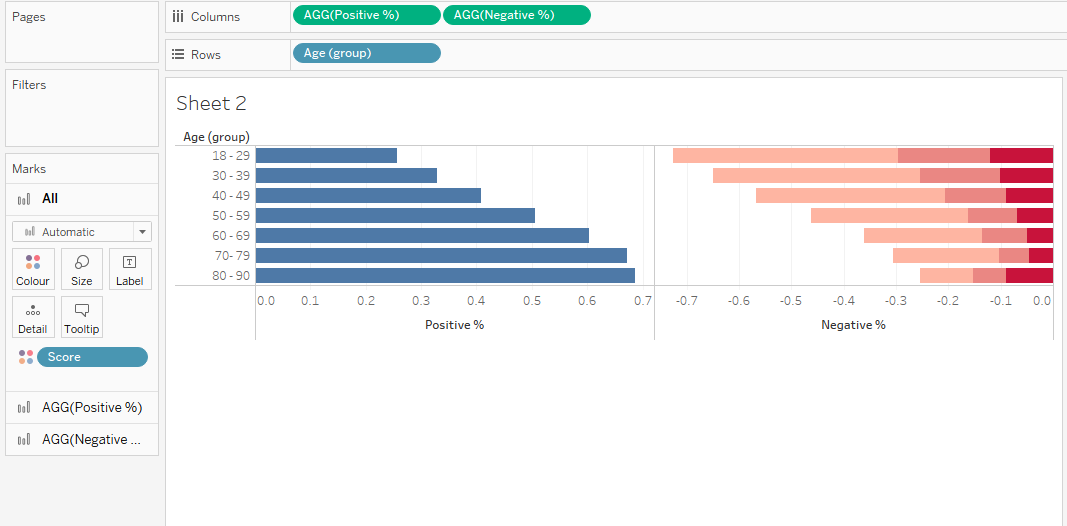 Pages
Filters
Marks
All
Automatic
Colour Size Label
Detail Tooltip
Score
AGG(Positive %)
AGG(Negative ...
Columns AGG(Positive %) AGG(Negative %)
Rows Age (group)
Sheet 2
Age (group)
18 - 29
30 - 39
40 - 49
50 - 59
60 - 69
70- 79
80 - 90
0.0 0.1 0.2 0.3 0.4 0.5 0.6 0.7 -0.7 -0.6 -0.5 -0.4 -0.3 -0.2 -0.1 0.0
Positive % Negative %